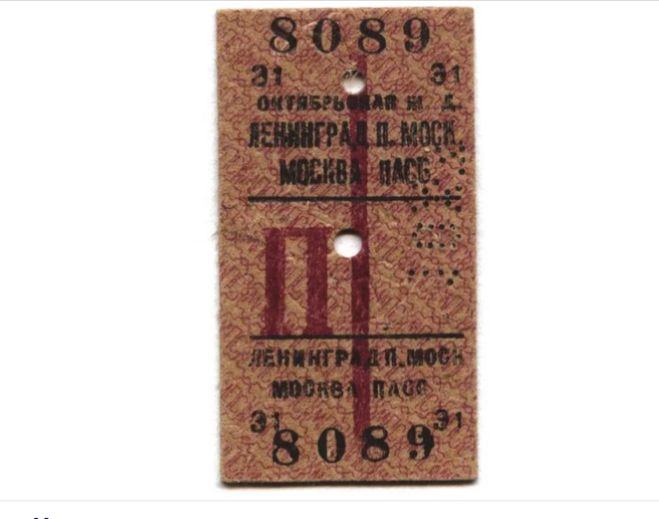 8089
31 31
ОКТЯБРЬСКАЯ Ж. Д.
ЛЕНИНГРАД П. МОСК.
МОСКВА ПАСС.
П
ЛЕНИНГРАД П. МОСК
МОСКВА ПАСС
31 31
8089